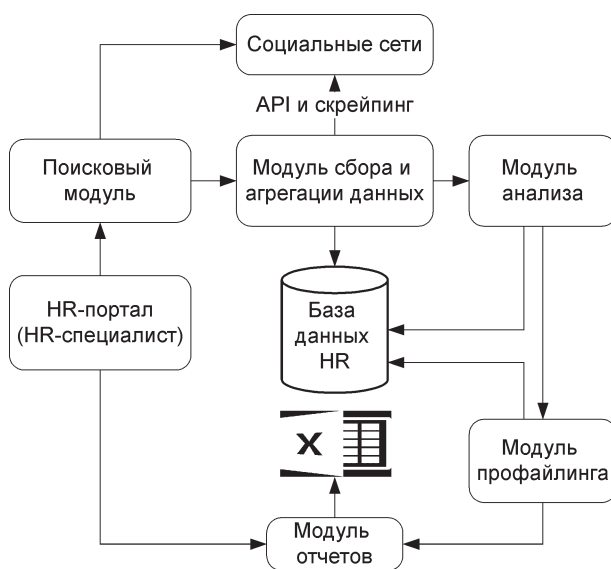 Социальные сети
API и скрейпинг
Поисковый
модуль
Модуль сбора и
агрегации данных
Модуль
анализа
HR-портал
(HR-специалист)
База
данных
HR
X
Модуль
профайлинга
Модуль
отчетов